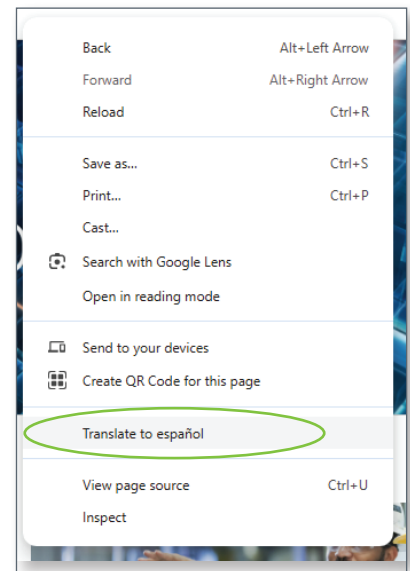 Back Alt+Left Arrow
Forward Alt+Right Arrow
Reload Ctrl+R
Save as... Ctrl+S
Print... Ctrl+P
Cast...
Search with Google Lens
Open in reading mode
Send to your devices
Create QR Code for this page
Translate to español
View page source Ctrl+U
Inspect